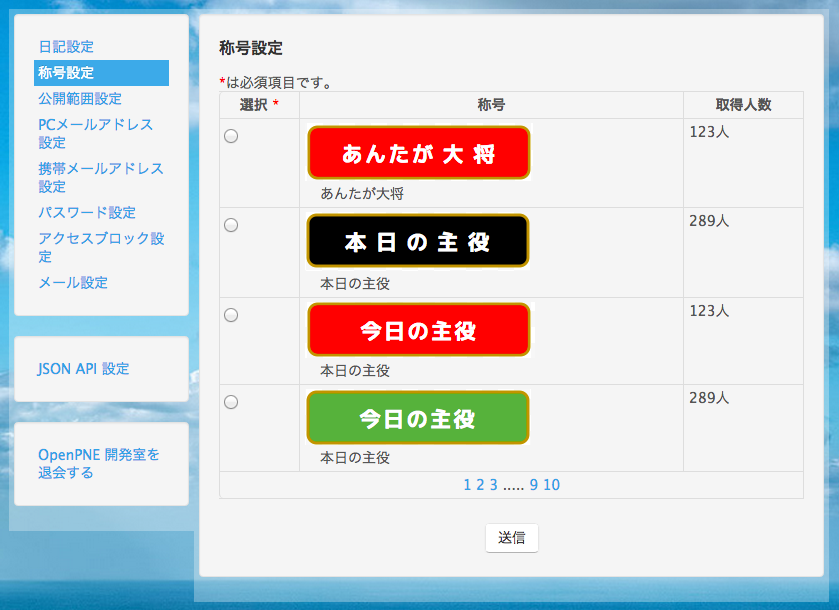 日記設定
称号設定
公開範囲設定
PCメールアドレス
設定
携帯メールアドレス
設定
パスワード設定
アクセスブロック設
定
メール設定
JSON API 設定
OpenPNE 開発室を
退会する
称号設定
*は必須項目です。
選択 * 称号 取得人数
あんたが 大 将 123人
あんたが大将
本 日 の 主 役 289人
本日の主役
今日の主役 123人
本日の主役
今日の主役 289人
本日の主役
1 2 3 ..... 9 10
送信